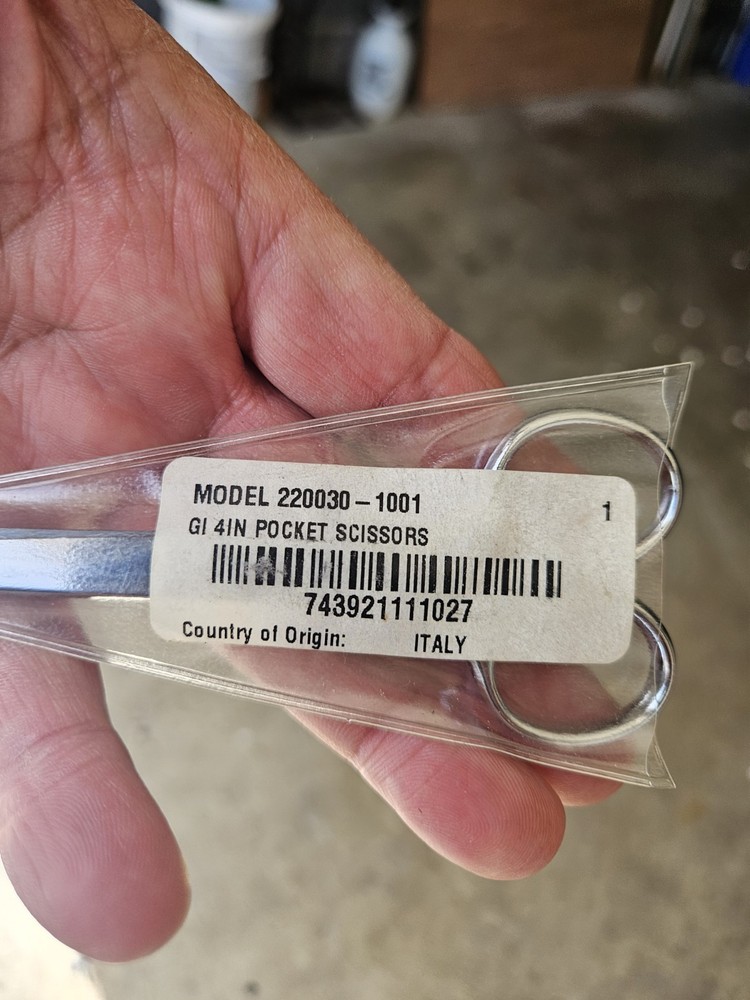 MODEL 220030-1001
1
GI 4IN POCKET SCISSORS
743921111027
Country of Origin: ITALY